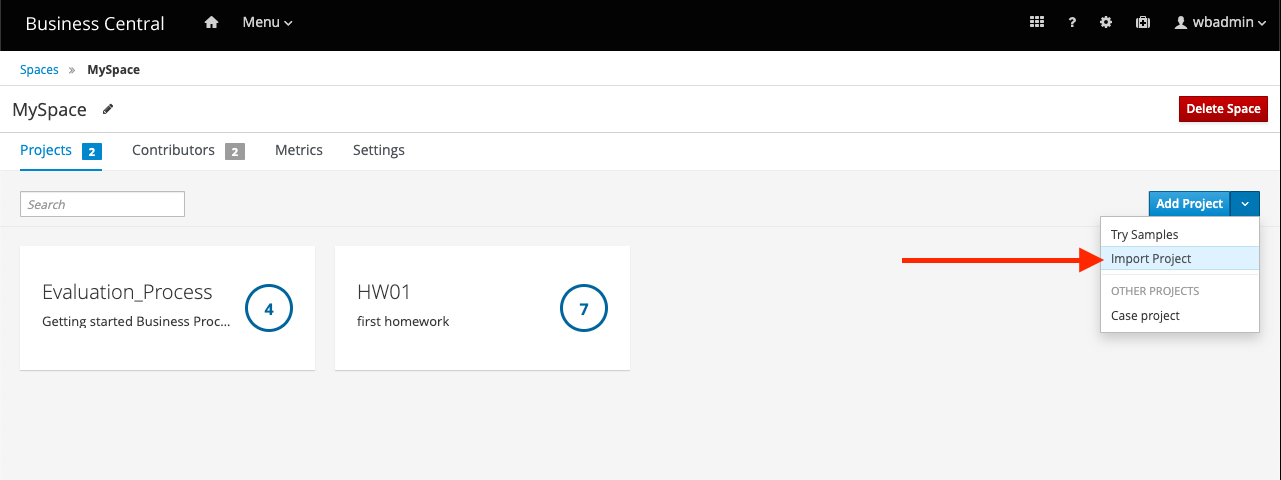 Business Central
Menu
?
wbadmin
Spaces » MySpace
MySpace
Delete Space
Projects 2
Contributors 2
Metrics
Settings
Search
Add Project
Try Samples
Import Project
OTHER PROJECTS
Case project
Evaluation_Process
4
Getting started Business Proc...
HW01
7
first homework